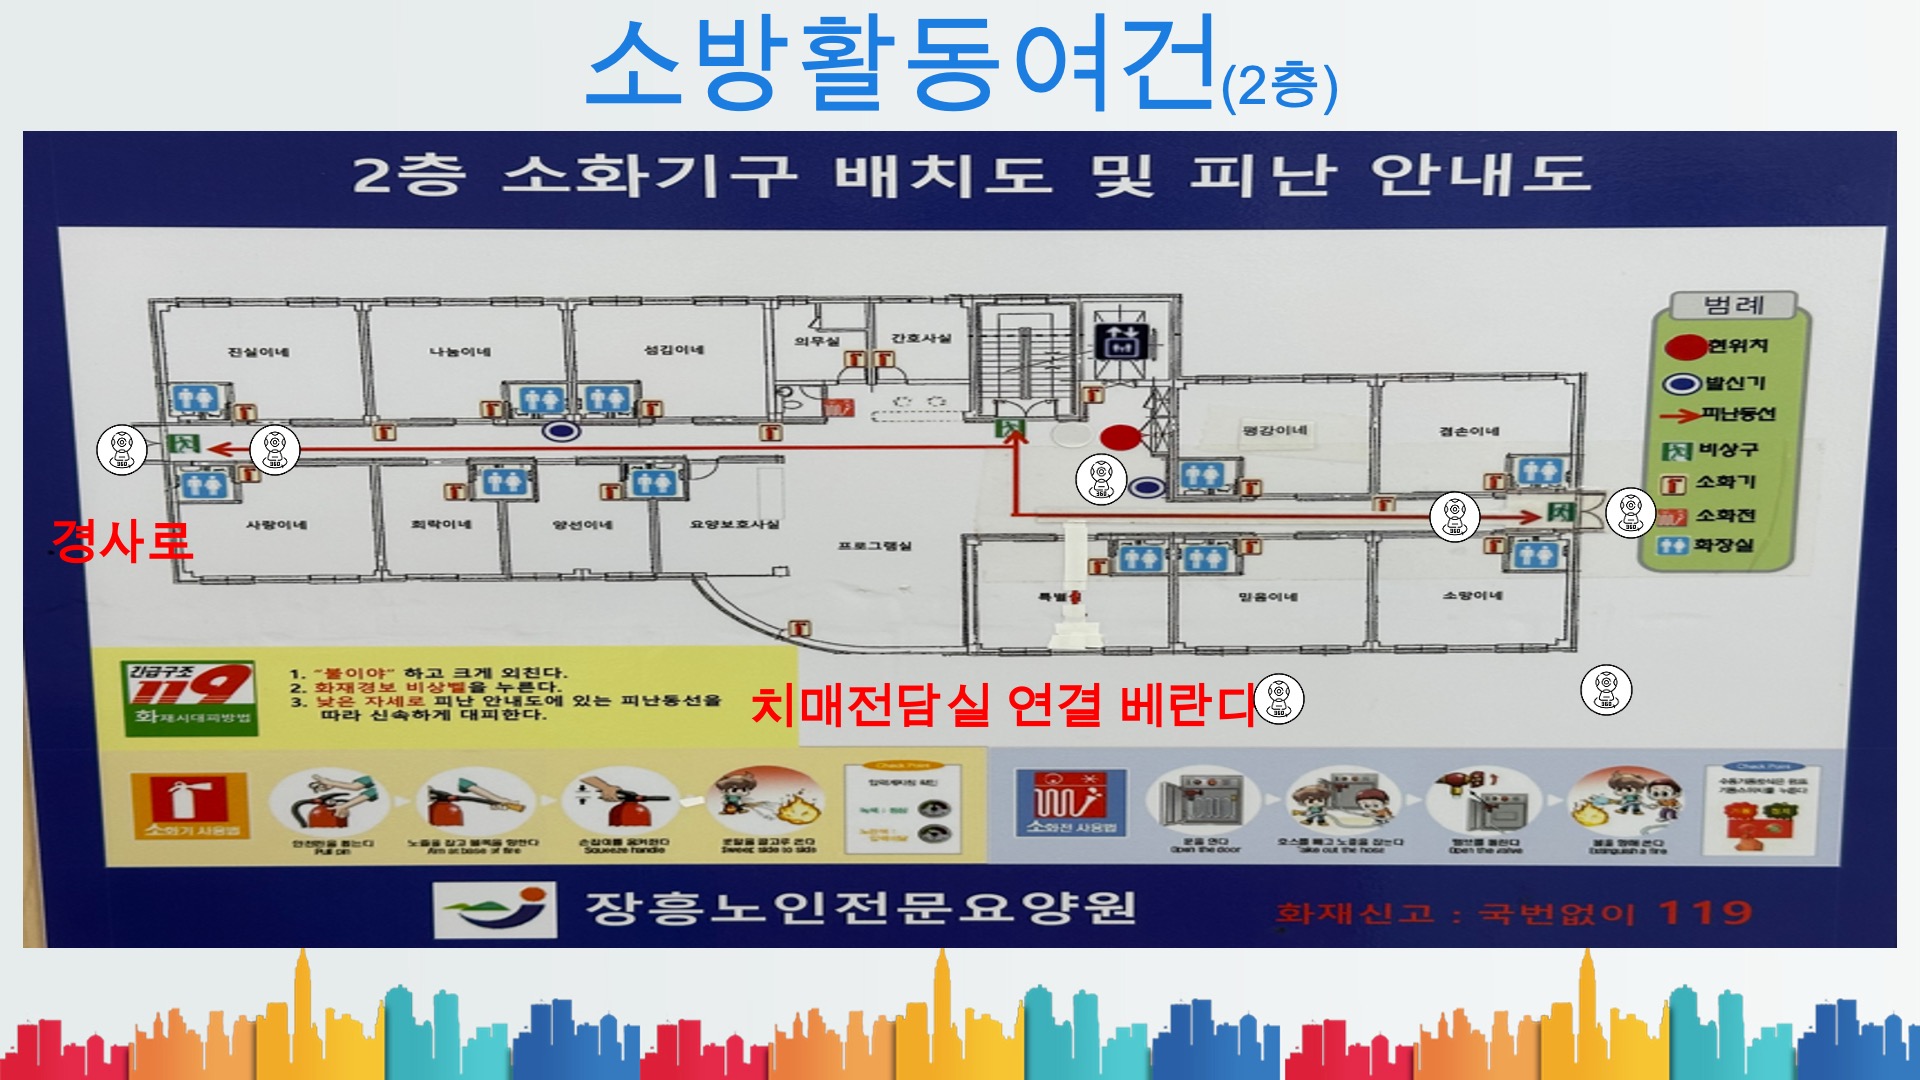 소방활동여건(2층)
2층 소화기구 배치도 및 피난 안내도
범례
현위치
발신기
피난동선
비상구
소화기
소화전
화장실
진실이네
나눔이네
섬김이네
의무실
간호사실
평강이네
겸손이네
사랑이네
희락이네
양선이네
요양보호사실
프로그램실
특별
믿음이네
소망이네
경사로
치매전담실 연결 베란다
긴급구조
119
화재시대피방법
1. "불이야" 하고 크게 외친다.
2. 화재경보 비상벨을 누른다.
3. 낮은 자세로 피난 안내도에 있는 피난동선을
따라 신속하게 대피한다.
소화기 사용법
안전핀을 뽑는다
Pull pin
노즐을 잡고 불쪽을 향한다
Aim at base of fire
손잡이를 움켜쥔다
Squeeze handle
분말을 골고루 쏜다
Sweep side to side
Check Point
소화전 사용법
문을 연다
Open the door
호스를 빼고 노즐을 잡는다
Take out the hose
밸브를 돌린다
Open the valve
불을 향해 쏜다
Extinguish a fire
Check Point
장흥노인전문요양원
화재신고 : 국번없이 119